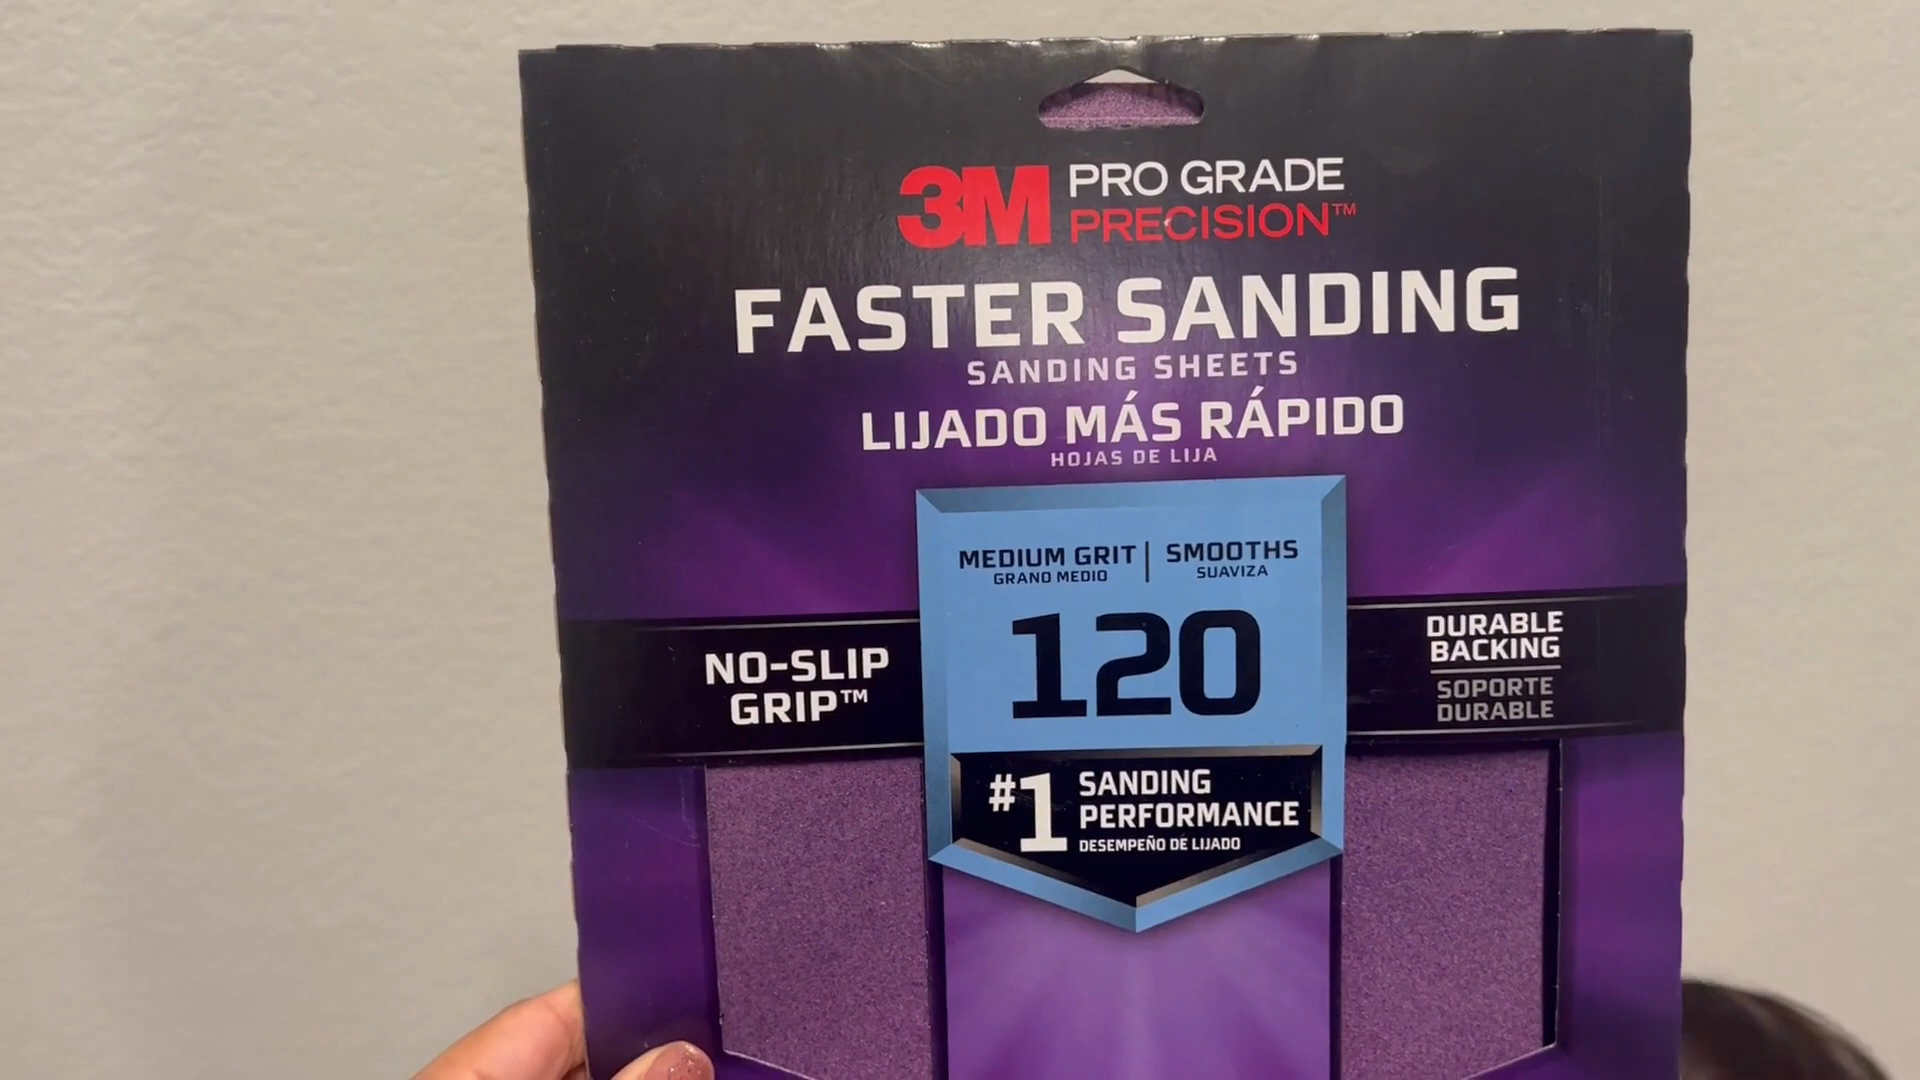 3M PRO GRADE
PRECISION™
FASTER SANDING
SANDING SHEETS
LIJADO MÁS RÁPIDO
HOJAS DE LIJA
MEDIUM GRIT | SMOOTHS
GRANO MEDIO SUAVIZA
120
NO-SLIP
GRIP™
DURABLE
BACKING
SOPORTE
DURABLE
#1 SANDING
PERFORMANCE
DESEMPEÑO DE LIJADO